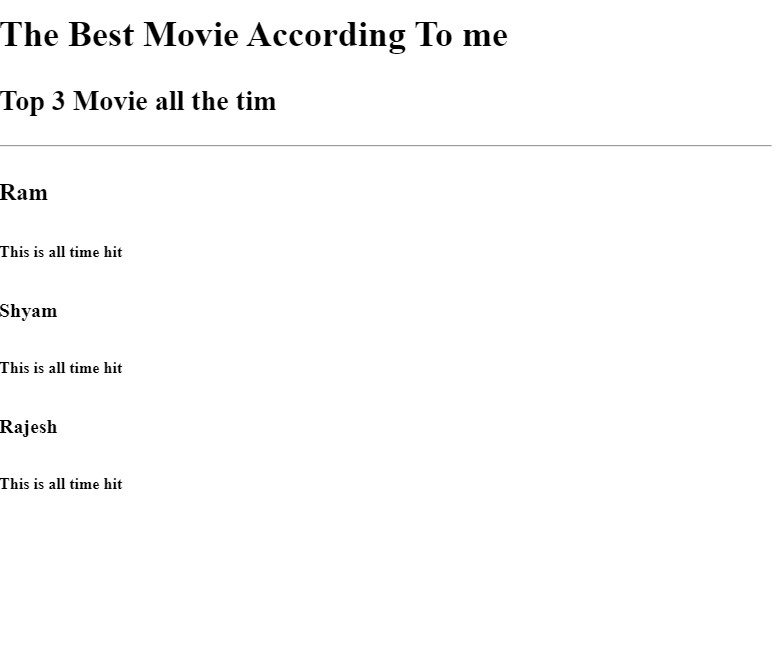 The Best Movie According To me
Top 3 Movie all the tim
Ram
This is all time hit
Shyam
This is all time hit
Rajesh
This is all time hit